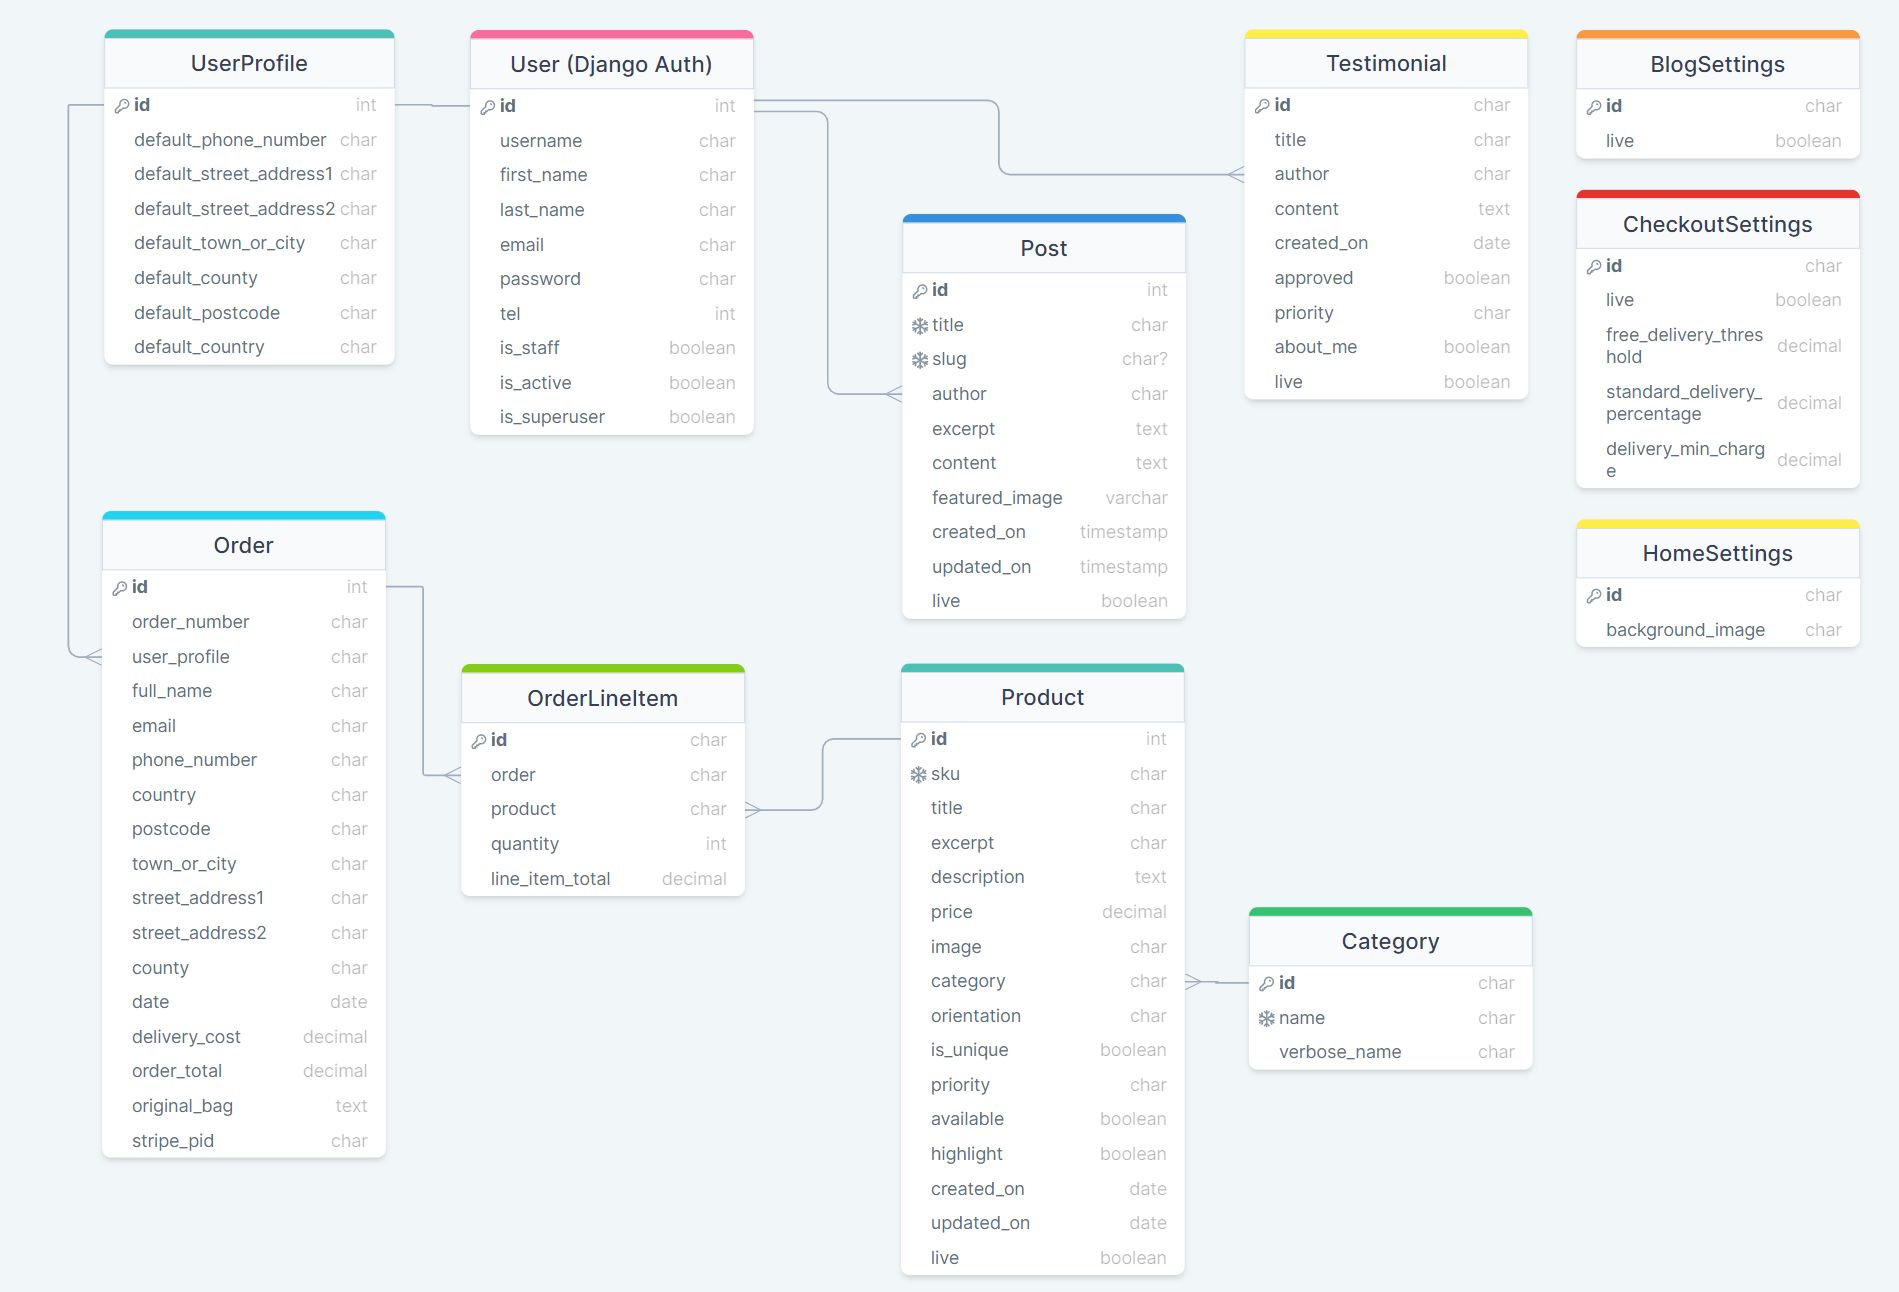 UserProfile
id int
default_phone_number char
default_street_address1 char
default_street_address2 char
default_town_or_city char
default_county char
default_postcode char
default_country char
User (Django Auth)
id int
username char
first_name char
last_name char
email char
password char
tel int
is_staff boolean
is_active boolean
is_superuser boolean
Testimonial
id char
title char
author char
content text
created_on date
approved boolean
priority char
about_me boolean
live boolean
BlogSettings
id char
live boolean
CheckoutSettings
id char
live boolean
free_delivery_thres
hold decimal
standard_delivery_
percentage decimal
delivery_min_charg
e decimal
HomeSettings
id char
background_image char
Post
id int
title char
slug char?
author char
excerpt text
content text
featured_image varchar
created_on timestamp
updated_on timestamp
live boolean
Order
id int
order_number char
user_profile char
full_name char
email char
phone_number char
country char
postcode char
town_or_city char
street_address1 char
street_address2 char
county char
date date
delivery_cost decimal
order_total decimal
original_bag text
stripe_pid char
OrderLineItem
id char
order char
product char
quantity int
line_item_total decimal
Product
id int
sku char
title char
excerpt char
description text
price decimal
image char
category char
orientation char
is_unique boolean
priority char
available boolean
highlight boolean
created_on date
updated_on date
live boolean
Category
id char
name char
verbose_name char